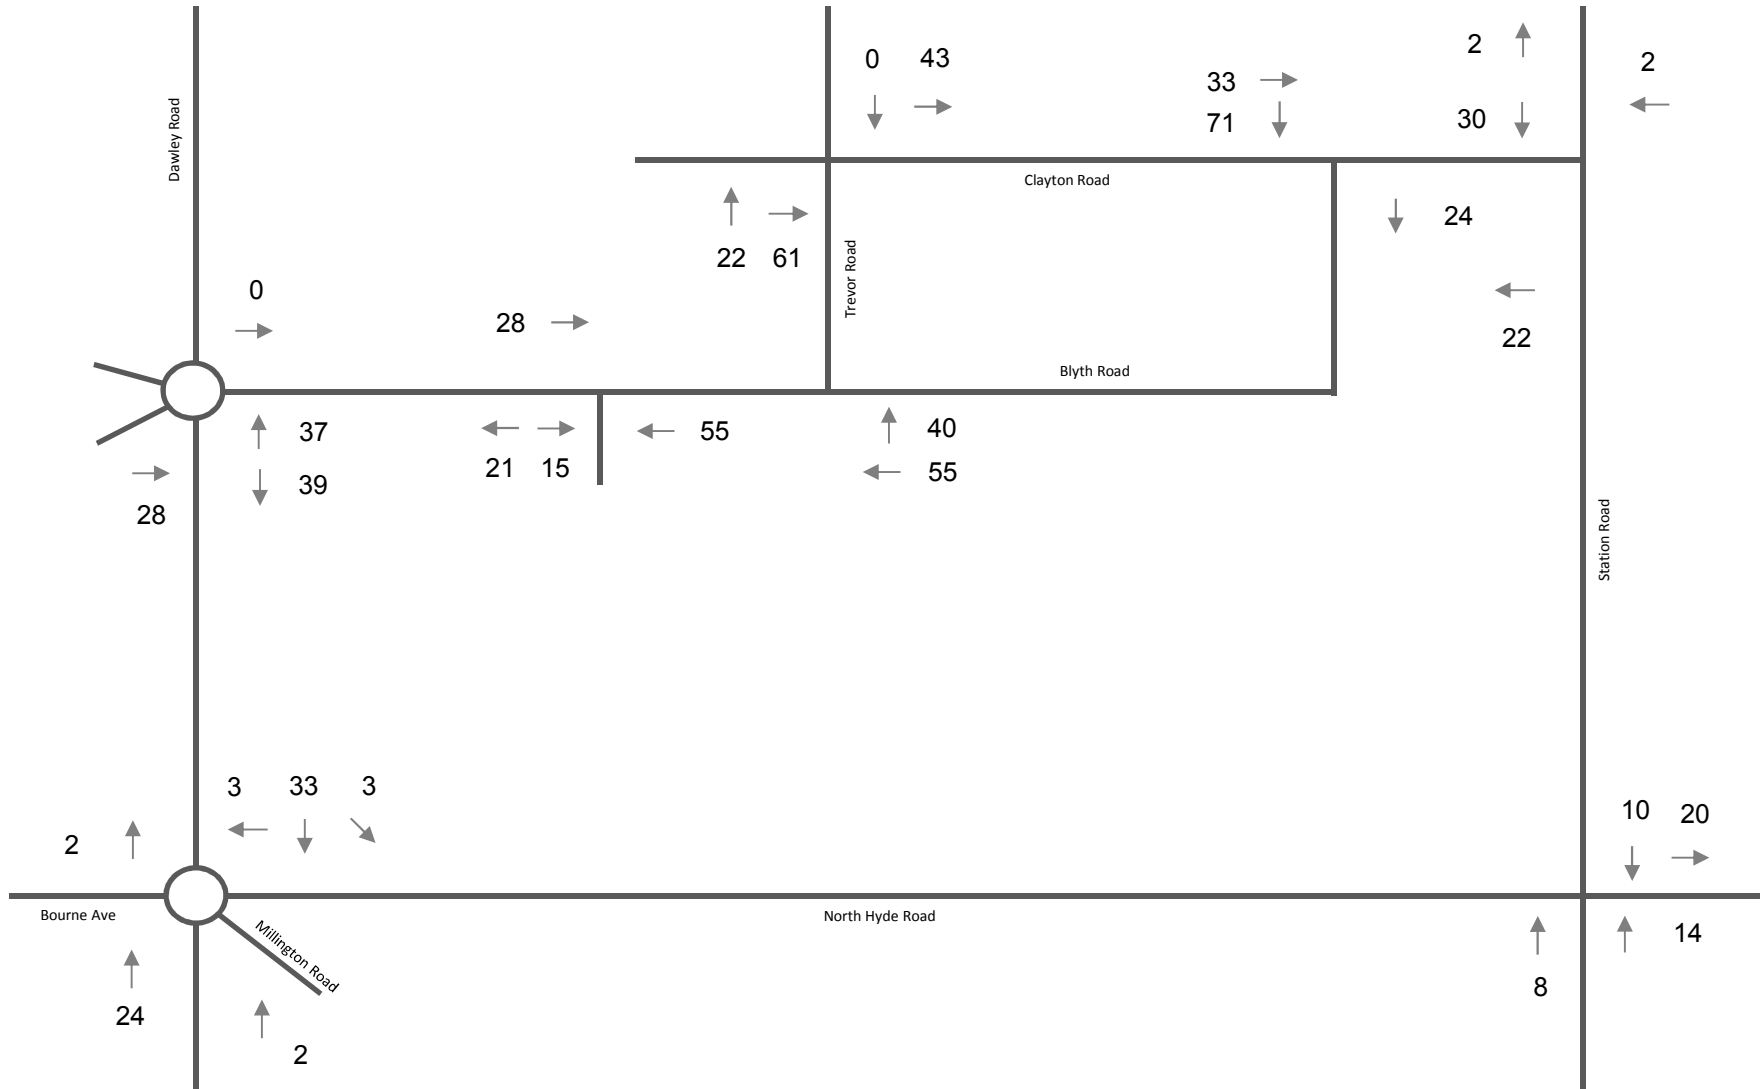 2
0 43
2
33
71
30
Dawley Road
Clayton Road
24
22 61
Trevor Road
0
28
22
Blyth Road
37
21 15
55
40
55
39
28
Station Road
3 33 3
2
10 20
Bourne Ave
North Hyde Road
Millington Road
14
24
8
2